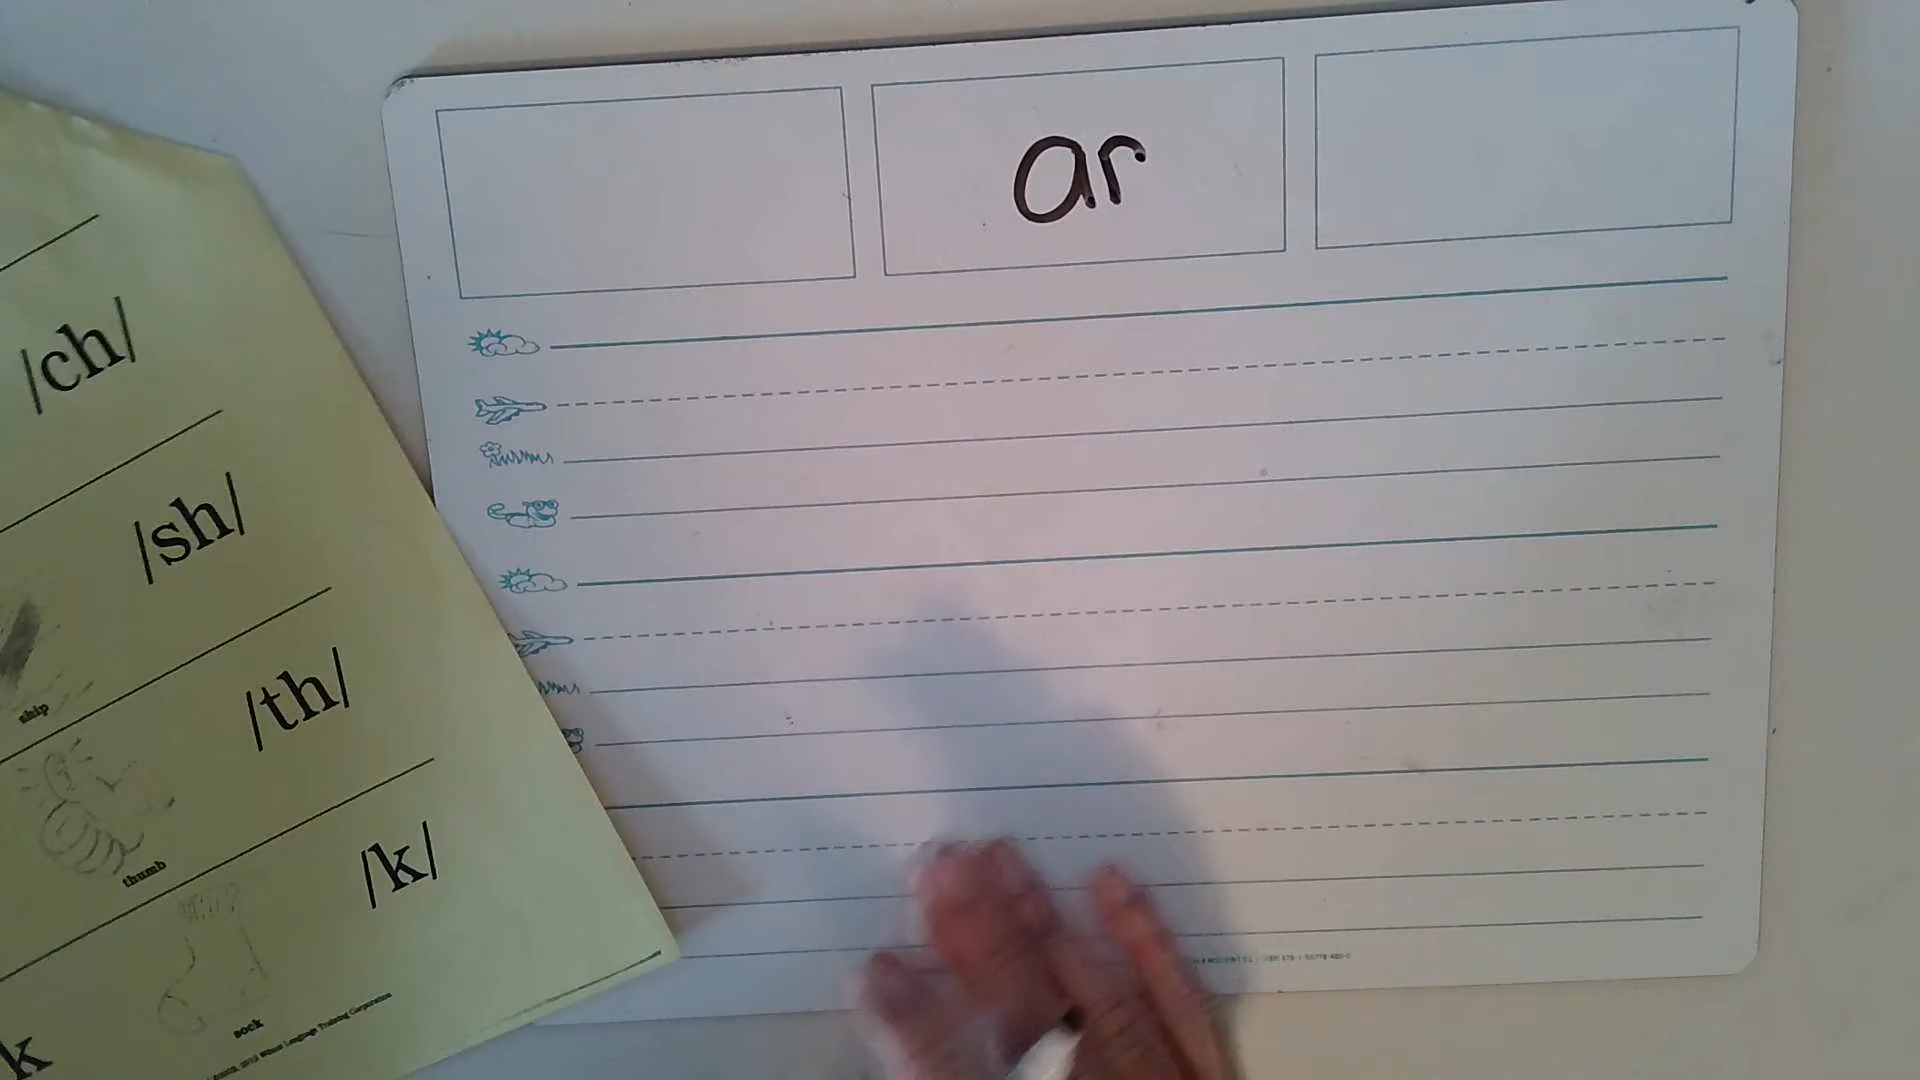 ar
/ch/
/sh/
ship
/th/
thumb
/k/
sock
k